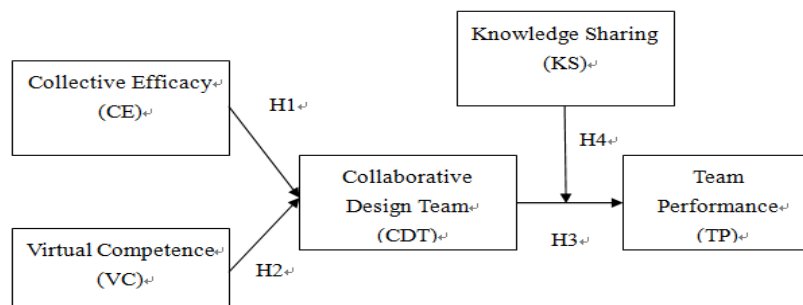 Knowledge Sharing↵
(KS)↵
Collective Efficacy↵
(CE)↵
H1↵
H4↵
Collaborative
Design Team↵
(CDT)↵
Team
Performance↵
(TP)↵
H3↵
Virtual Competence↵
(VC)↵
H2↵